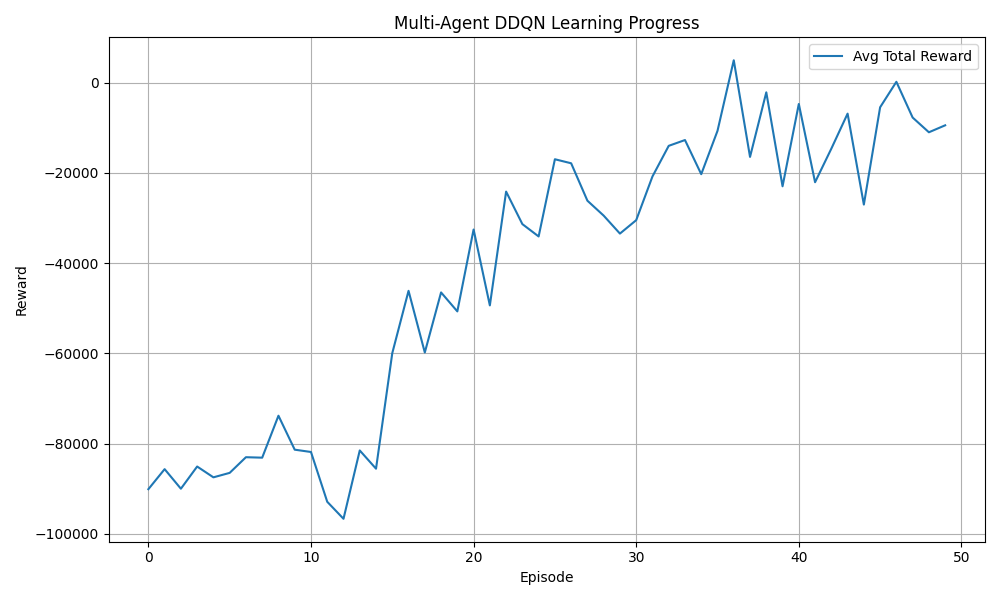 Multi-Agent DDQN Learning Progress
Avg Total Reward
0
−20000
−40000
−60000
−80000
−100000
Reward
0 10 20 30 40 50
Episode